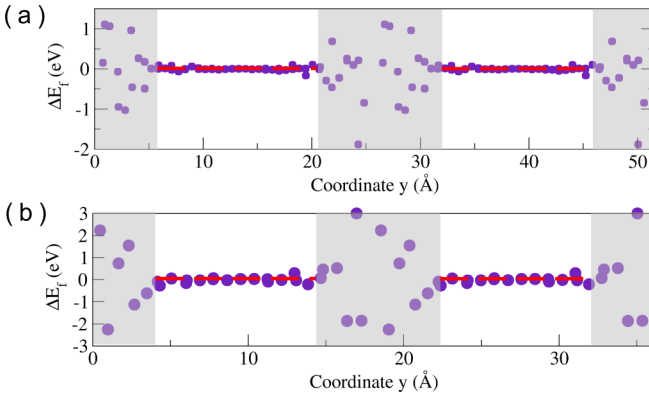 (a)
ΔE_f (eV)
1
0
-1
-2
0 10 20 30 40 50
Coordinate y (Å)
(b)
ΔE_f (eV)
3
2
1
0
-1
-2
-3
0 10 20 30
Coordinate y (Å)